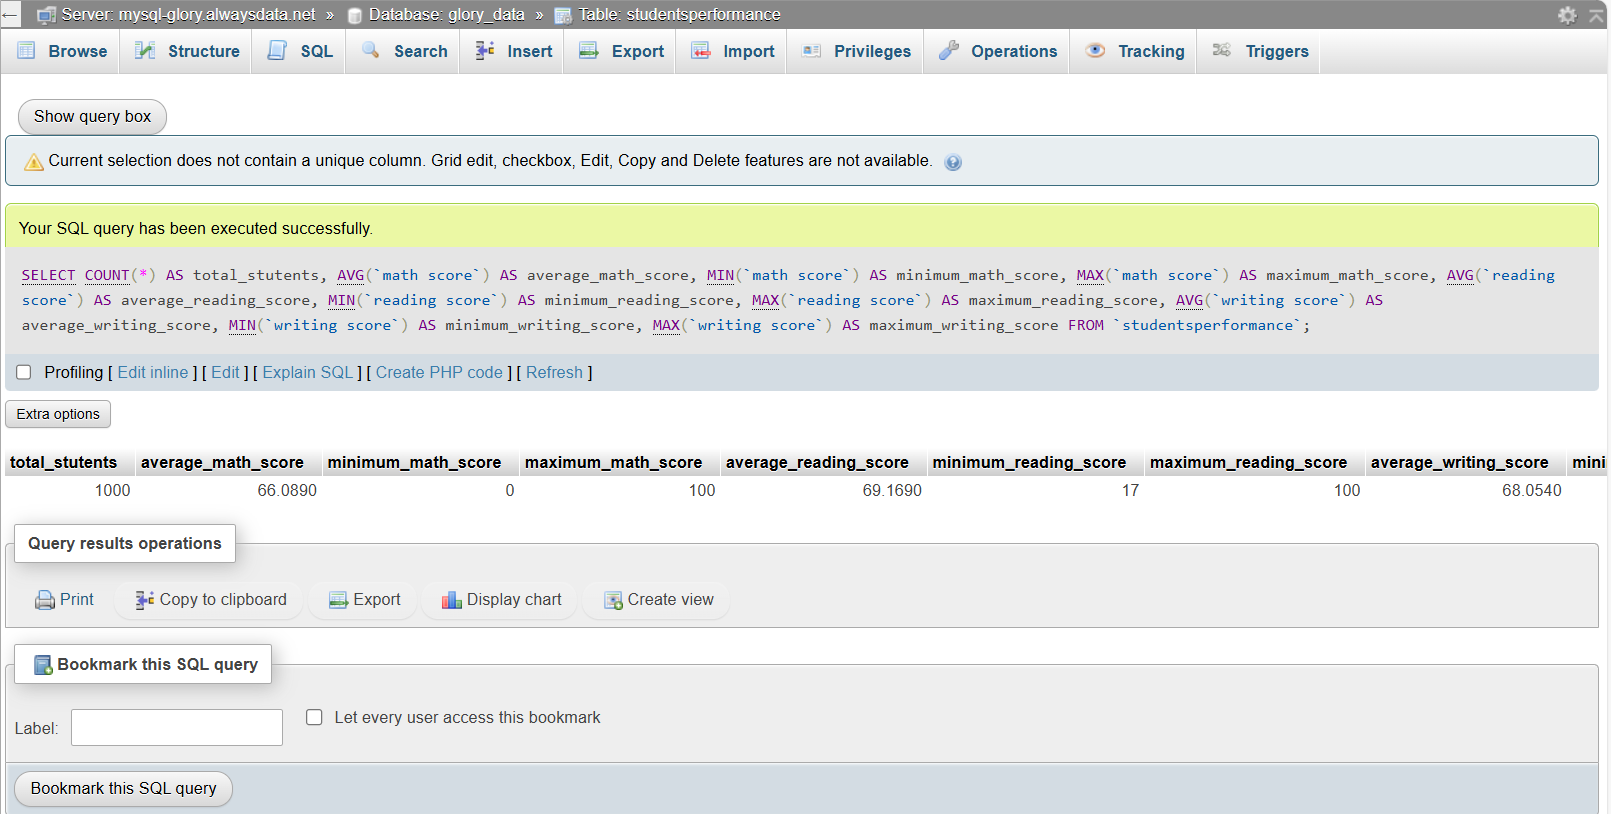 Server: mysql-glory.alwaysdata.net » Database: glory_data » Table: studentsperformance
Browse Structure SQL Search Insert Export Import Privileges Operations Tracking Triggers
Show query box
Current selection does not contain a unique column. Grid edit, checkbox, Edit, Copy and Delete features are not available.
Your SQL query has been executed successfully.
SELECT COUNT(*) AS total_stutents, AVG(`math score`) AS average_math_score, MIN(`math score`) AS minimum_math_score, MAX(`math score`) AS maximum_math_score, AVG(`reading
score`) AS average_reading_score, MIN(`reading score`) AS minimum_reading_score, MAX(`reading score`) AS maximum_reading_score, AVG(`writing score`) AS
average_writing_score, MIN(`writing score`) AS minimum_writing_score, MAX(`writing score`) AS maximum_writing_score FROM `studentsperformance`;
Profiling [ Edit inline ] [ Edit ] [ Explain SQL ] [ Create PHP code ] [ Refresh ]
Extra options
total_stutents average_math_score minimum_math_score maximum_math_score average_reading_score minimum_reading_score maximum_reading_score average_writing_score mini
1000 66.0890 0 100 69.1690 17 100 68.0540
Query results operations
Print Copy to clipboard Export Display chart Create view
Bookmark this SQL query
Label: Let every user access this bookmark
Bookmark this SQL query